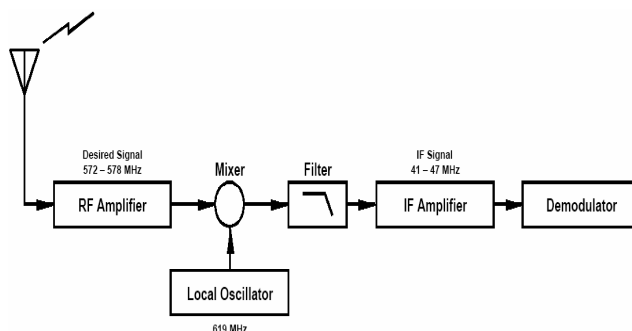 Desired Signal
572 – 578 MHz
RF Amplifier
Mixer
Filter
IF Signal
41 – 47 MHz
IF Amplifier
Demodulator
Local Oscillator
619 MHz